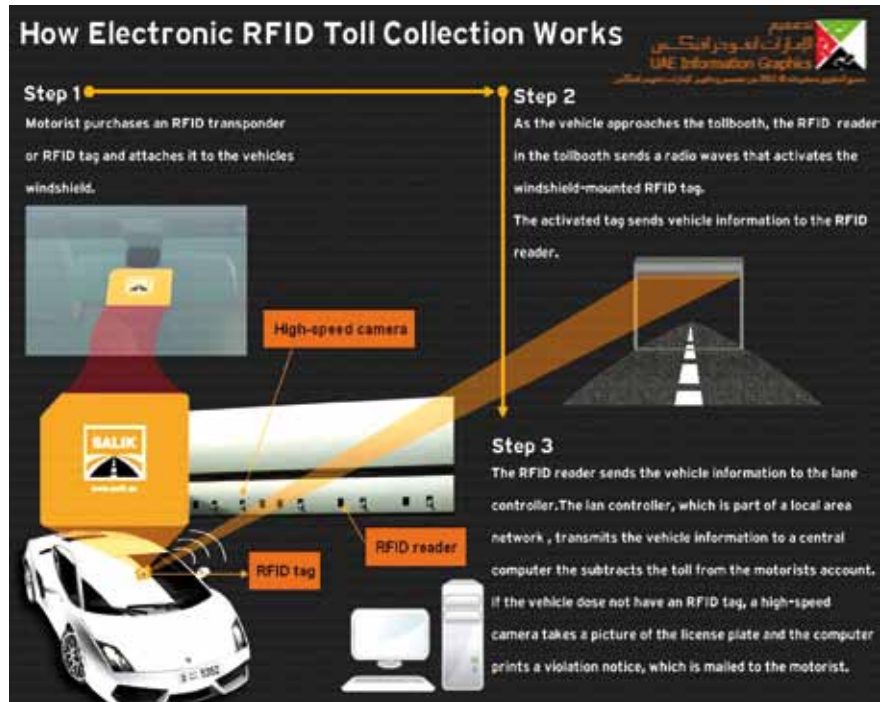 How Electronic RFID Toll Collection Works
تصميم
الإمارات انفوجرافيكس
UAE Information Graphics
Step 1
Motorist purchases an RFID transponder
or RFID tag and attaches it to the vehicles
windshield.
Step 2
As the vehicle approaches the tollbooth, the RFID reader
in the tollbooth sends a radio waves that activates the
windshield-mounted RFID tag.
The activated tag sends vehicle information to the RFID
reader.
High-speed camera
SALIK
RFID reader
RFID tag
Step 3
The RFID reader sends the vehicle information to the lane
controller.The lan controller, which is part of a local area
network , transmits the vehicle information to a central
computer the subtracts the toll from the motorists account.
if the vehicle dose not have an RFID tag, a high-speed
camera takes a picture of the license plate and the computer
prints a violation notice, which is mailed to the motorist.